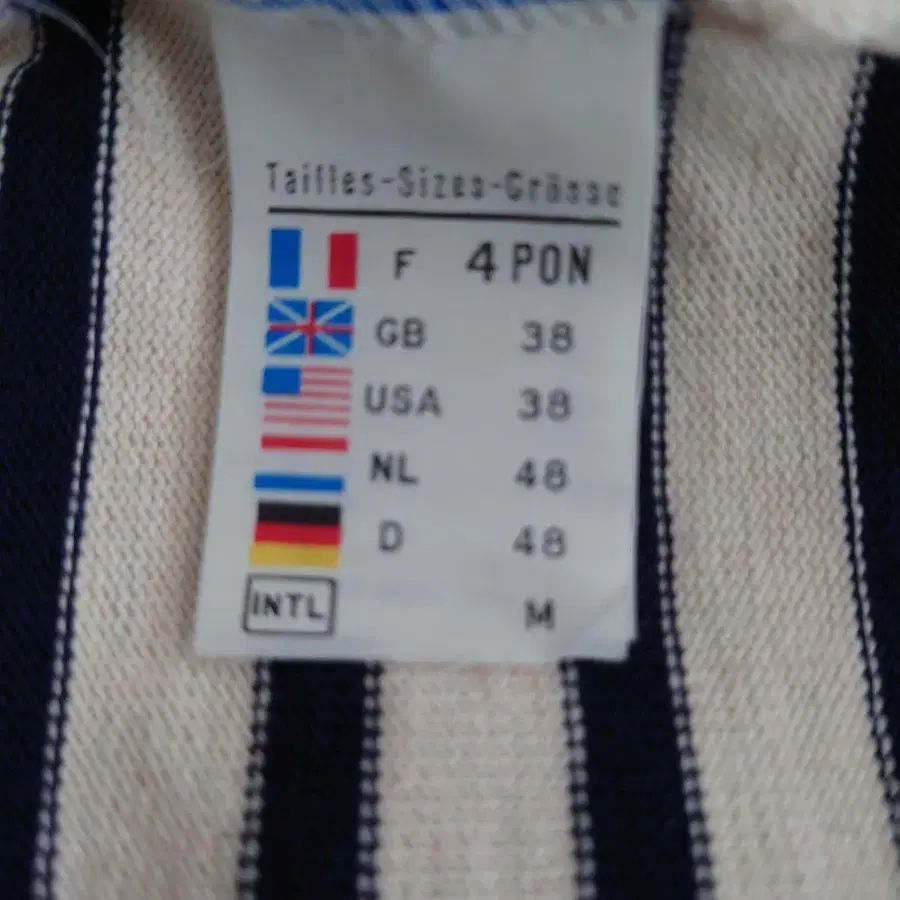 Tailles-Sizes-Grösse
F 4 PON
GB 38
USA 38
NL 48
D 48
INTL M